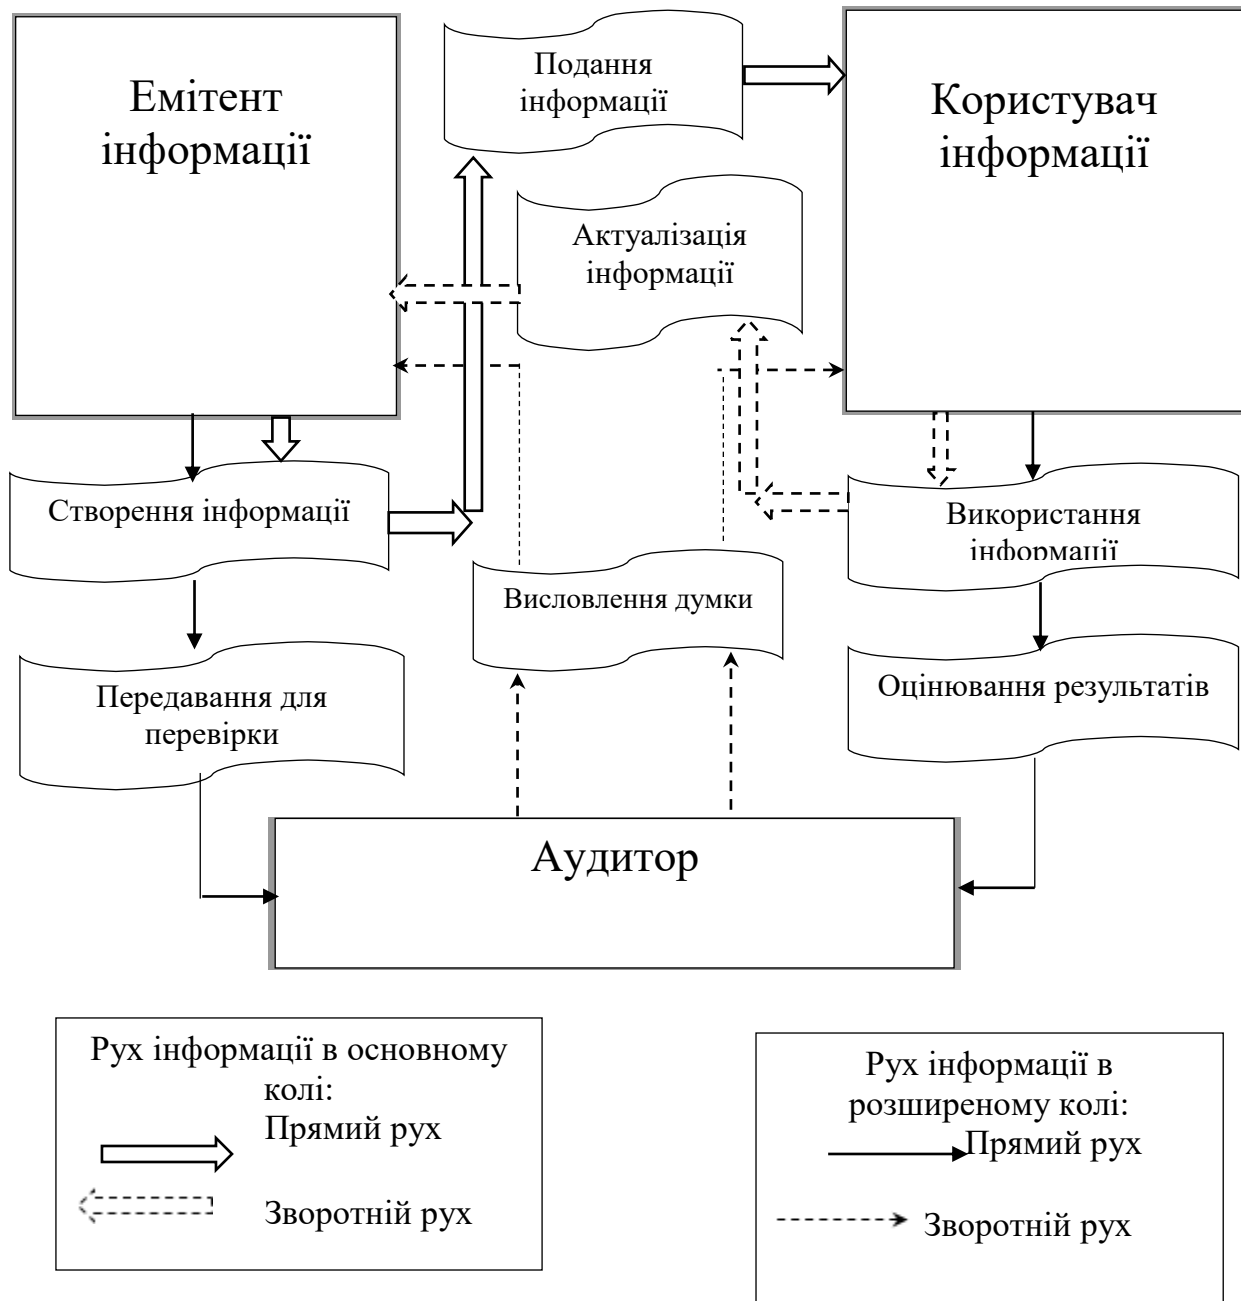 Емітент
інформації
Подання
інформації
Користувач
інформації
Актуалізація
інформації
Створення інформації
Використання
інформації
Висловлення думки
Передавання для
перевірки
Оцінювання результатів
Аудитор
Рух інформації в основному
колі:
Прямий рух
Зворотній рух
Рух інформації в
розширеному колі:
Прямий рух
Зворотній рух